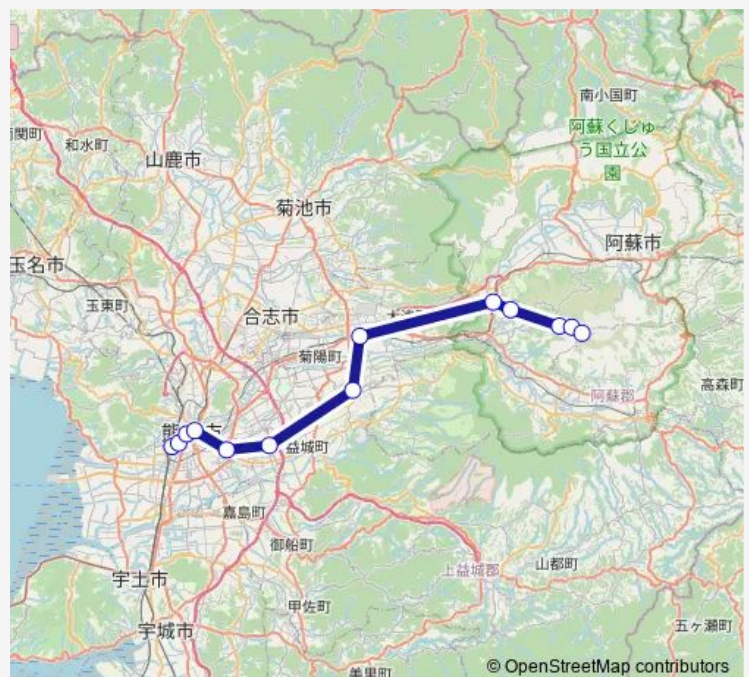 南小国町
阿蘇くじゅ
う国立公
園
和水町
山鹿市
菊池市
阿蘇市
玉名市
玉東町
合志市
菊陽町
高森町
阿蘇郡
益城町
嘉島町
御船町
上益城郡
山都町
宇土市
甲佐町
宇城市
五ヶ瀬町
美里町
© OpenStreetMap contributors